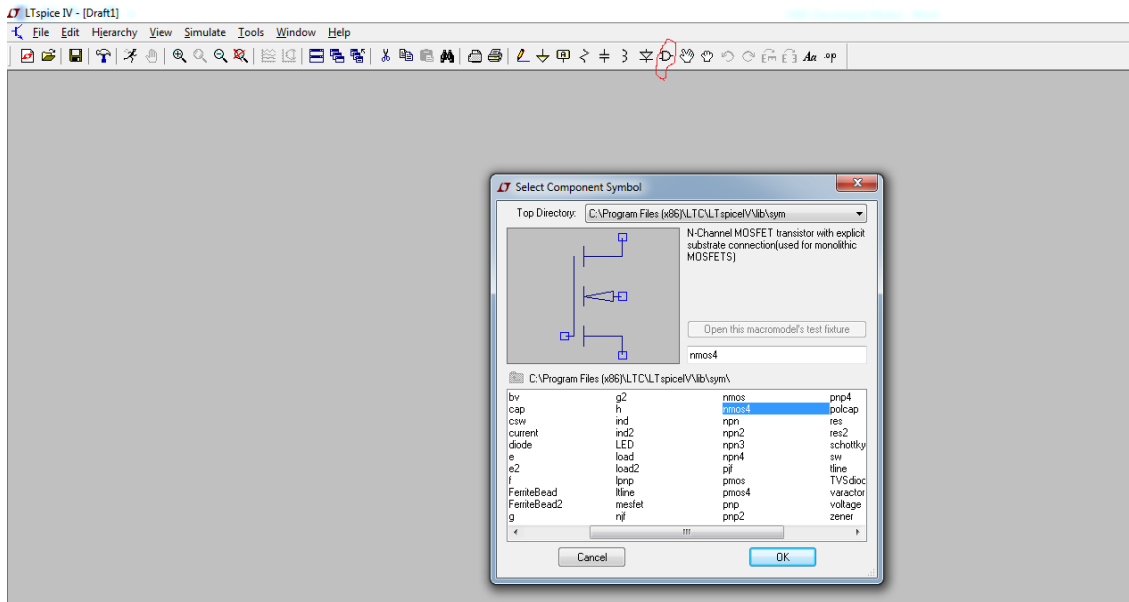 LTspice IV - [Draft1]
File Edit Hierarchy View Simulate Tools Window Help
Aa .op
Select Component Symbol
Top Directory: C:\Program Files (x86)\LTC\LTspiceIV\lib\sym
N-Channel MOSFET transistor with explicit
substrate connection(used for monolithic
MOSFETS)
Open this macromodel's test fixture
nmos4
C:\Program Files (x86)\LTC\LTspiceIV\lib\sym\
bv g2 nmos pnp4
cap h nmos4 polcap
csw ind npn res
current ind2 npn2 res2
diode LED npn3 schottky
e load npn4 sw
e2 load2 pjf tline
f lpnp pmos TVSdiod
FerriteBead ltline pmos4 varactor
FerriteBead2 mesfet pnp voltage
g njf pnp2 zener
Cancel OK